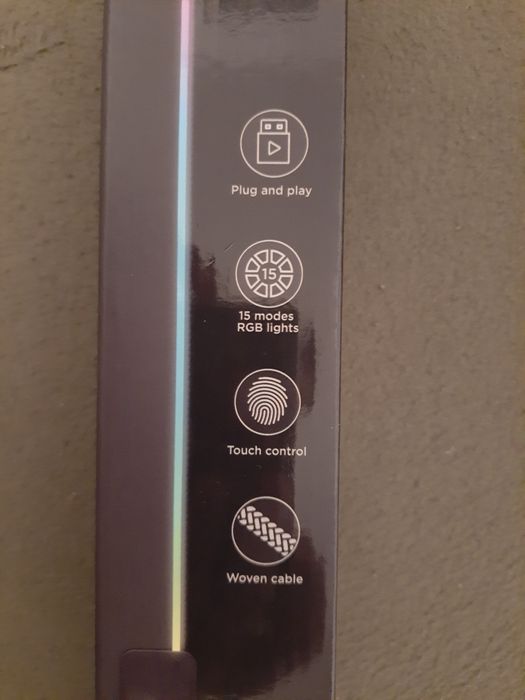 Plug and play
15
15 modes
RGB lights
Touch control
Woven cable